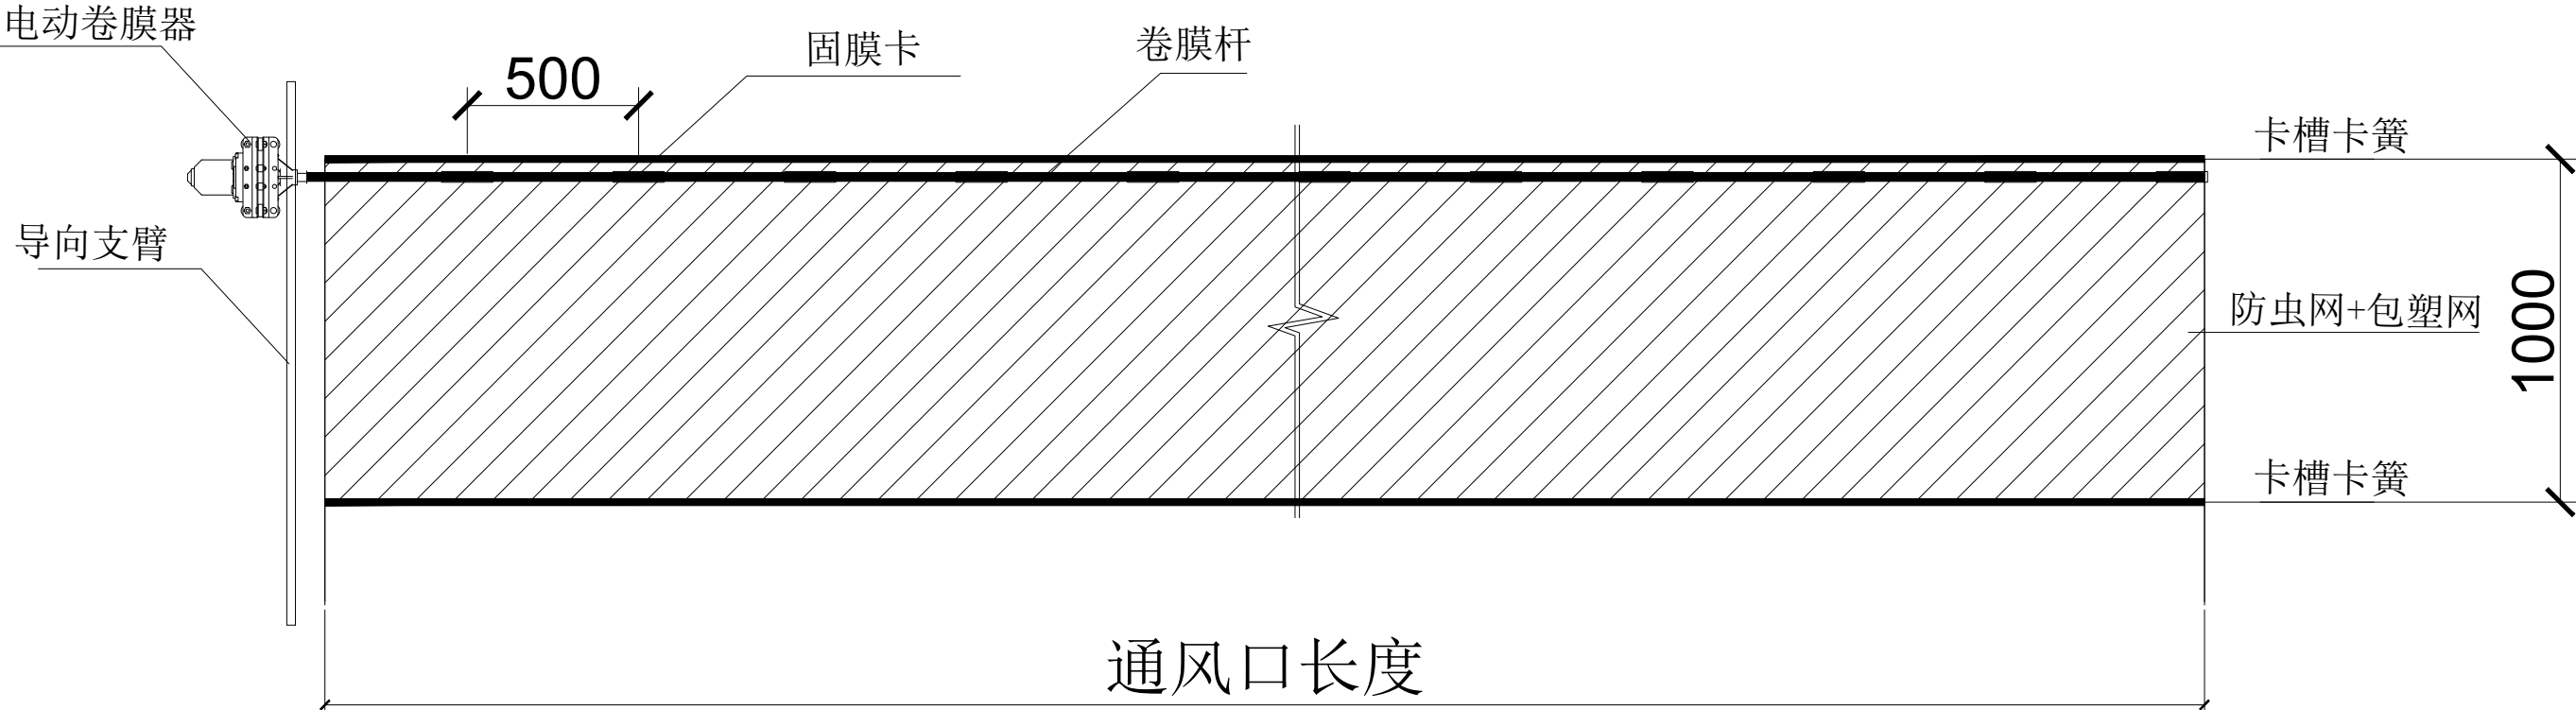 电动卷膜器
500
固膜卡
卷膜杆
卡槽卡簧
导向支臂
防虫网+包塑网
1000
卡槽卡簧
通风口长度